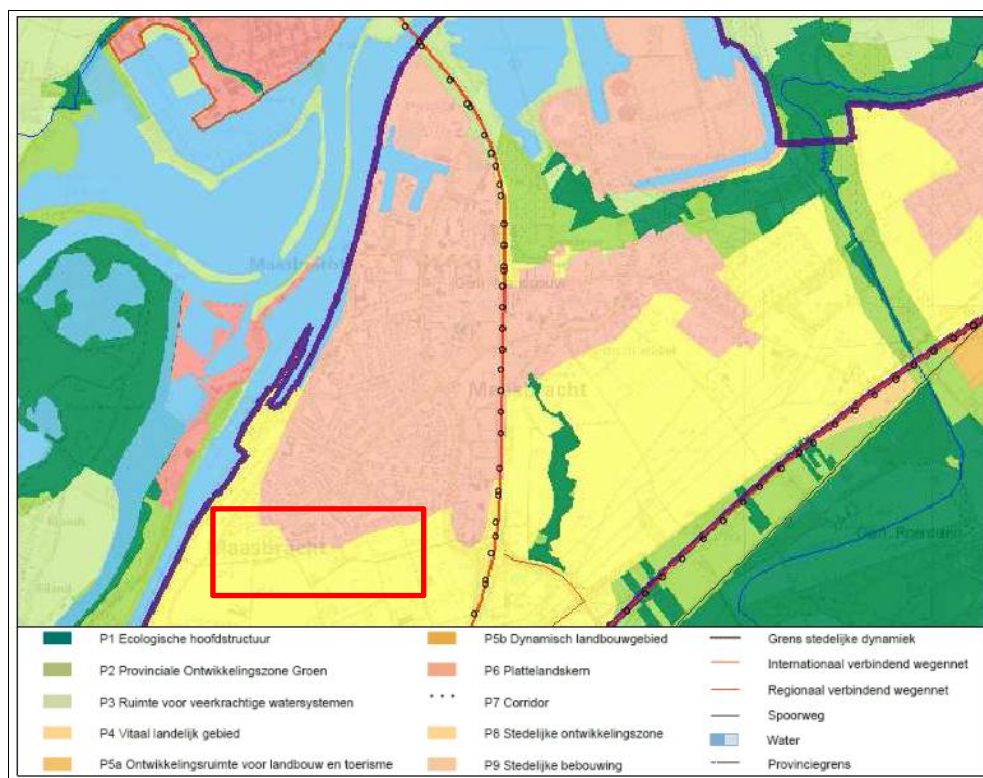 Maasbracht
Maasbracht
Maasbracht
P1 Ecologische hoofdstructuur
P2 Provinciale Ontwikkelingszone Groen
P3 Ruimte voor veerkrachtige watersystemen
P4 Vitaal landelijk gebied
P5a Ontwikkelingsruimte voor landbouw en toerisme
P5b Dynamisch landbouwgebied
P6 Plattelandskern
P7 Corridor
P8 Stedelijke ontwikkelingszone
P9 Stedelijke bebouwing
Grens stedelijke dynamiek
Internationaal verbindend wegennet
Regionaal verbindend wegennet
Spoorweg
Water
Provinciegrens